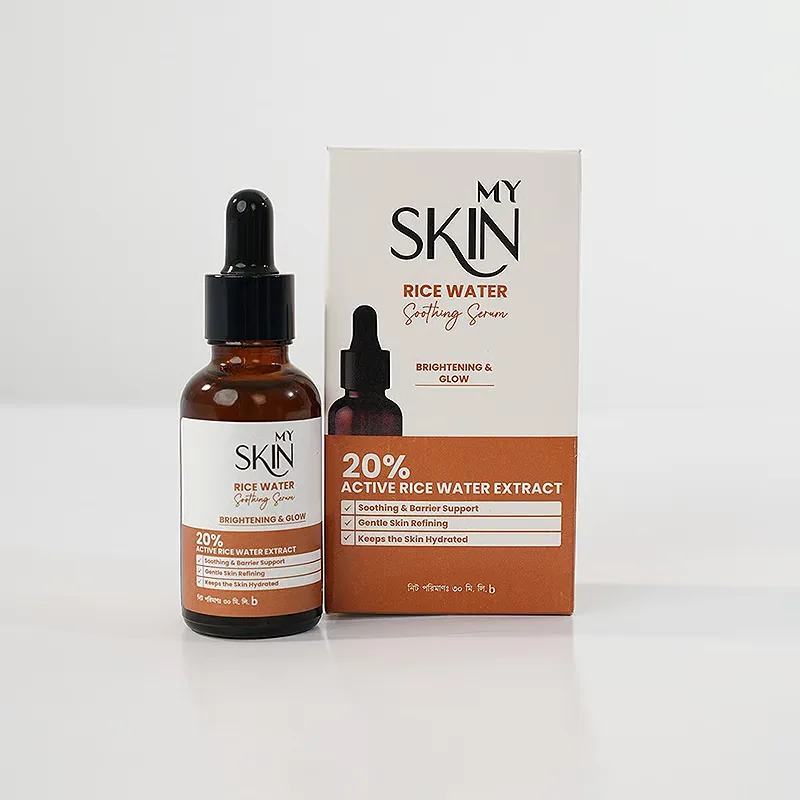 MY
SKIN
RICE WATER
Soothing Serum
BRIGHTENING & GLOW
20%
ACTIVE RICE WATER EXTRACT
Soothing & Barrier Support
Gentle Skin Refining
Keeps the Skin Hydrated
নিট পরিমাণঃ ৩০ মি. লি. b
MY
SKIN
RICE WATER
Soothing Serum
BRIGHTENING &
GLOW
20%
ACTIVE RICE WATER EXTRACT
Soothing & Barrier Support
Gentle Skin Refining
Keeps the Skin Hydrated
নিট পরিমাণঃ ৩০ মি. লি. b